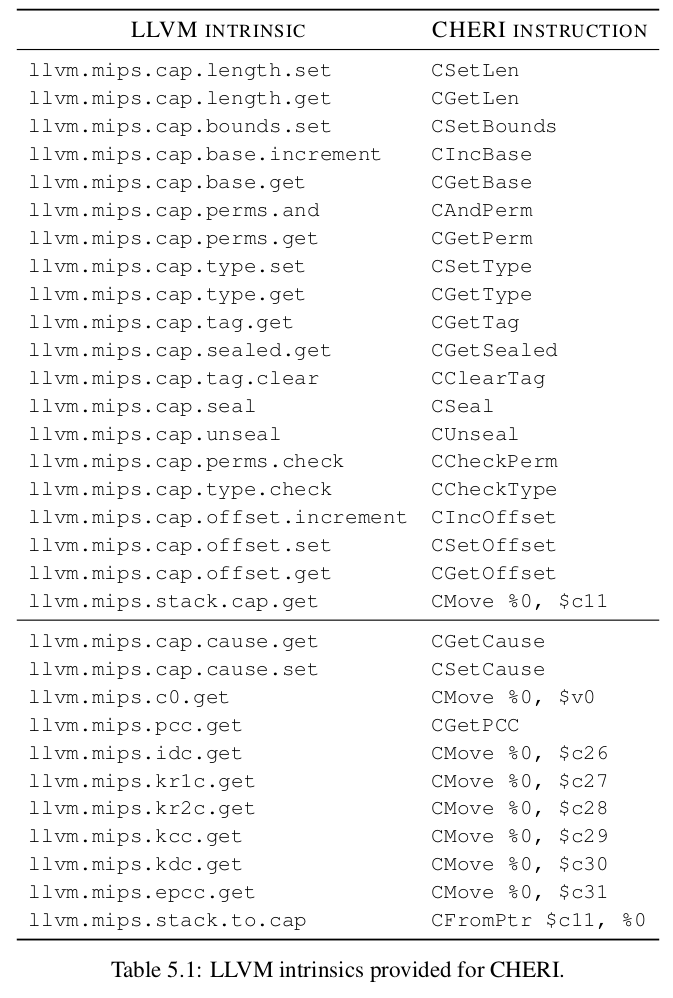 LLVM INTRINSIC CHERI INSTRUCTION
llvm.mips.cap.length.set CSetLen
llvm.mips.cap.length.get CGetLen
llvm.mips.cap.bounds.set CSetBounds
llvm.mips.cap.base.increment CIncBase
llvm.mips.cap.base.get CGetBase
llvm.mips.cap.perms.and CAndPerm
llvm.mips.cap.perms.get CGetPerm
llvm.mips.cap.type.set CSetType
llvm.mips.cap.type.get CGetType
llvm.mips.cap.tag.get CGetTag
llvm.mips.cap.sealed.get CGetSealed
llvm.mips.cap.tag.clear CClearTag
llvm.mips.cap.seal CSeal
llvm.mips.cap.unseal CUnseal
llvm.mips.cap.perms.check CCheckPerm
llvm.mips.cap.type.check CCheckType
llvm.mips.cap.offset.increment CIncOffset
llvm.mips.cap.offset.set CSetOffset
llvm.mips.cap.offset.get CGetOffset
llvm.mips.stack.cap.get CMove %0, $c11
llvm.mips.cap.cause.get CGetCause
llvm.mips.cap.cause.set CSetCause
llvm.mips.c0.get CMove %0, $v0
llvm.mips.pcc.get CGetPCC
llvm.mips.idc.get CMove %0, $c26
llvm.mips.kr1c.get CMove %0, $c27
llvm.mips.kr2c.get CMove %0, $c28
llvm.mips.kcc.get CMove %0, $c29
llvm.mips.kdc.get CMove %0, $c30
llvm.mips.epcc.get CMove %0, $c31
llvm.mips.stack.to.cap CFromPtr $c11, %0
Table 5.1: LLVM intrinsics provided for CHERI.